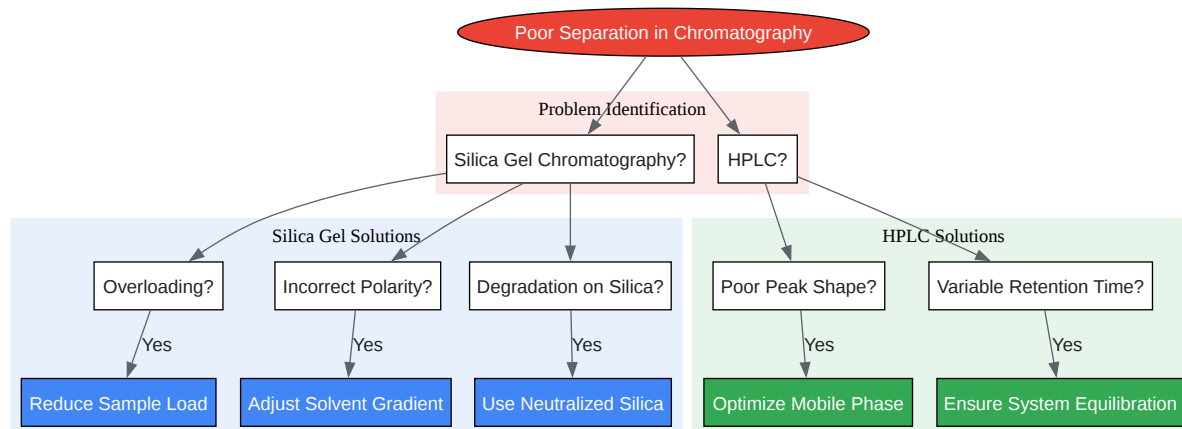 Poor Separation in Chromatography
Problem Identification
Silica Gel Chromatography?
HPLC?
Silica Gel Solutions
HPLC Solutions
Overloading?
Incorrect Polarity?
Degradation on Silica?
Poor Peak Shape?
Variable Retention Time?
Yes
Yes
Yes
Yes
Yes
Reduce Sample Load
Adjust Solvent Gradient
Use Neutralized Silica
Optimize Mobile Phase
Ensure System Equilibration